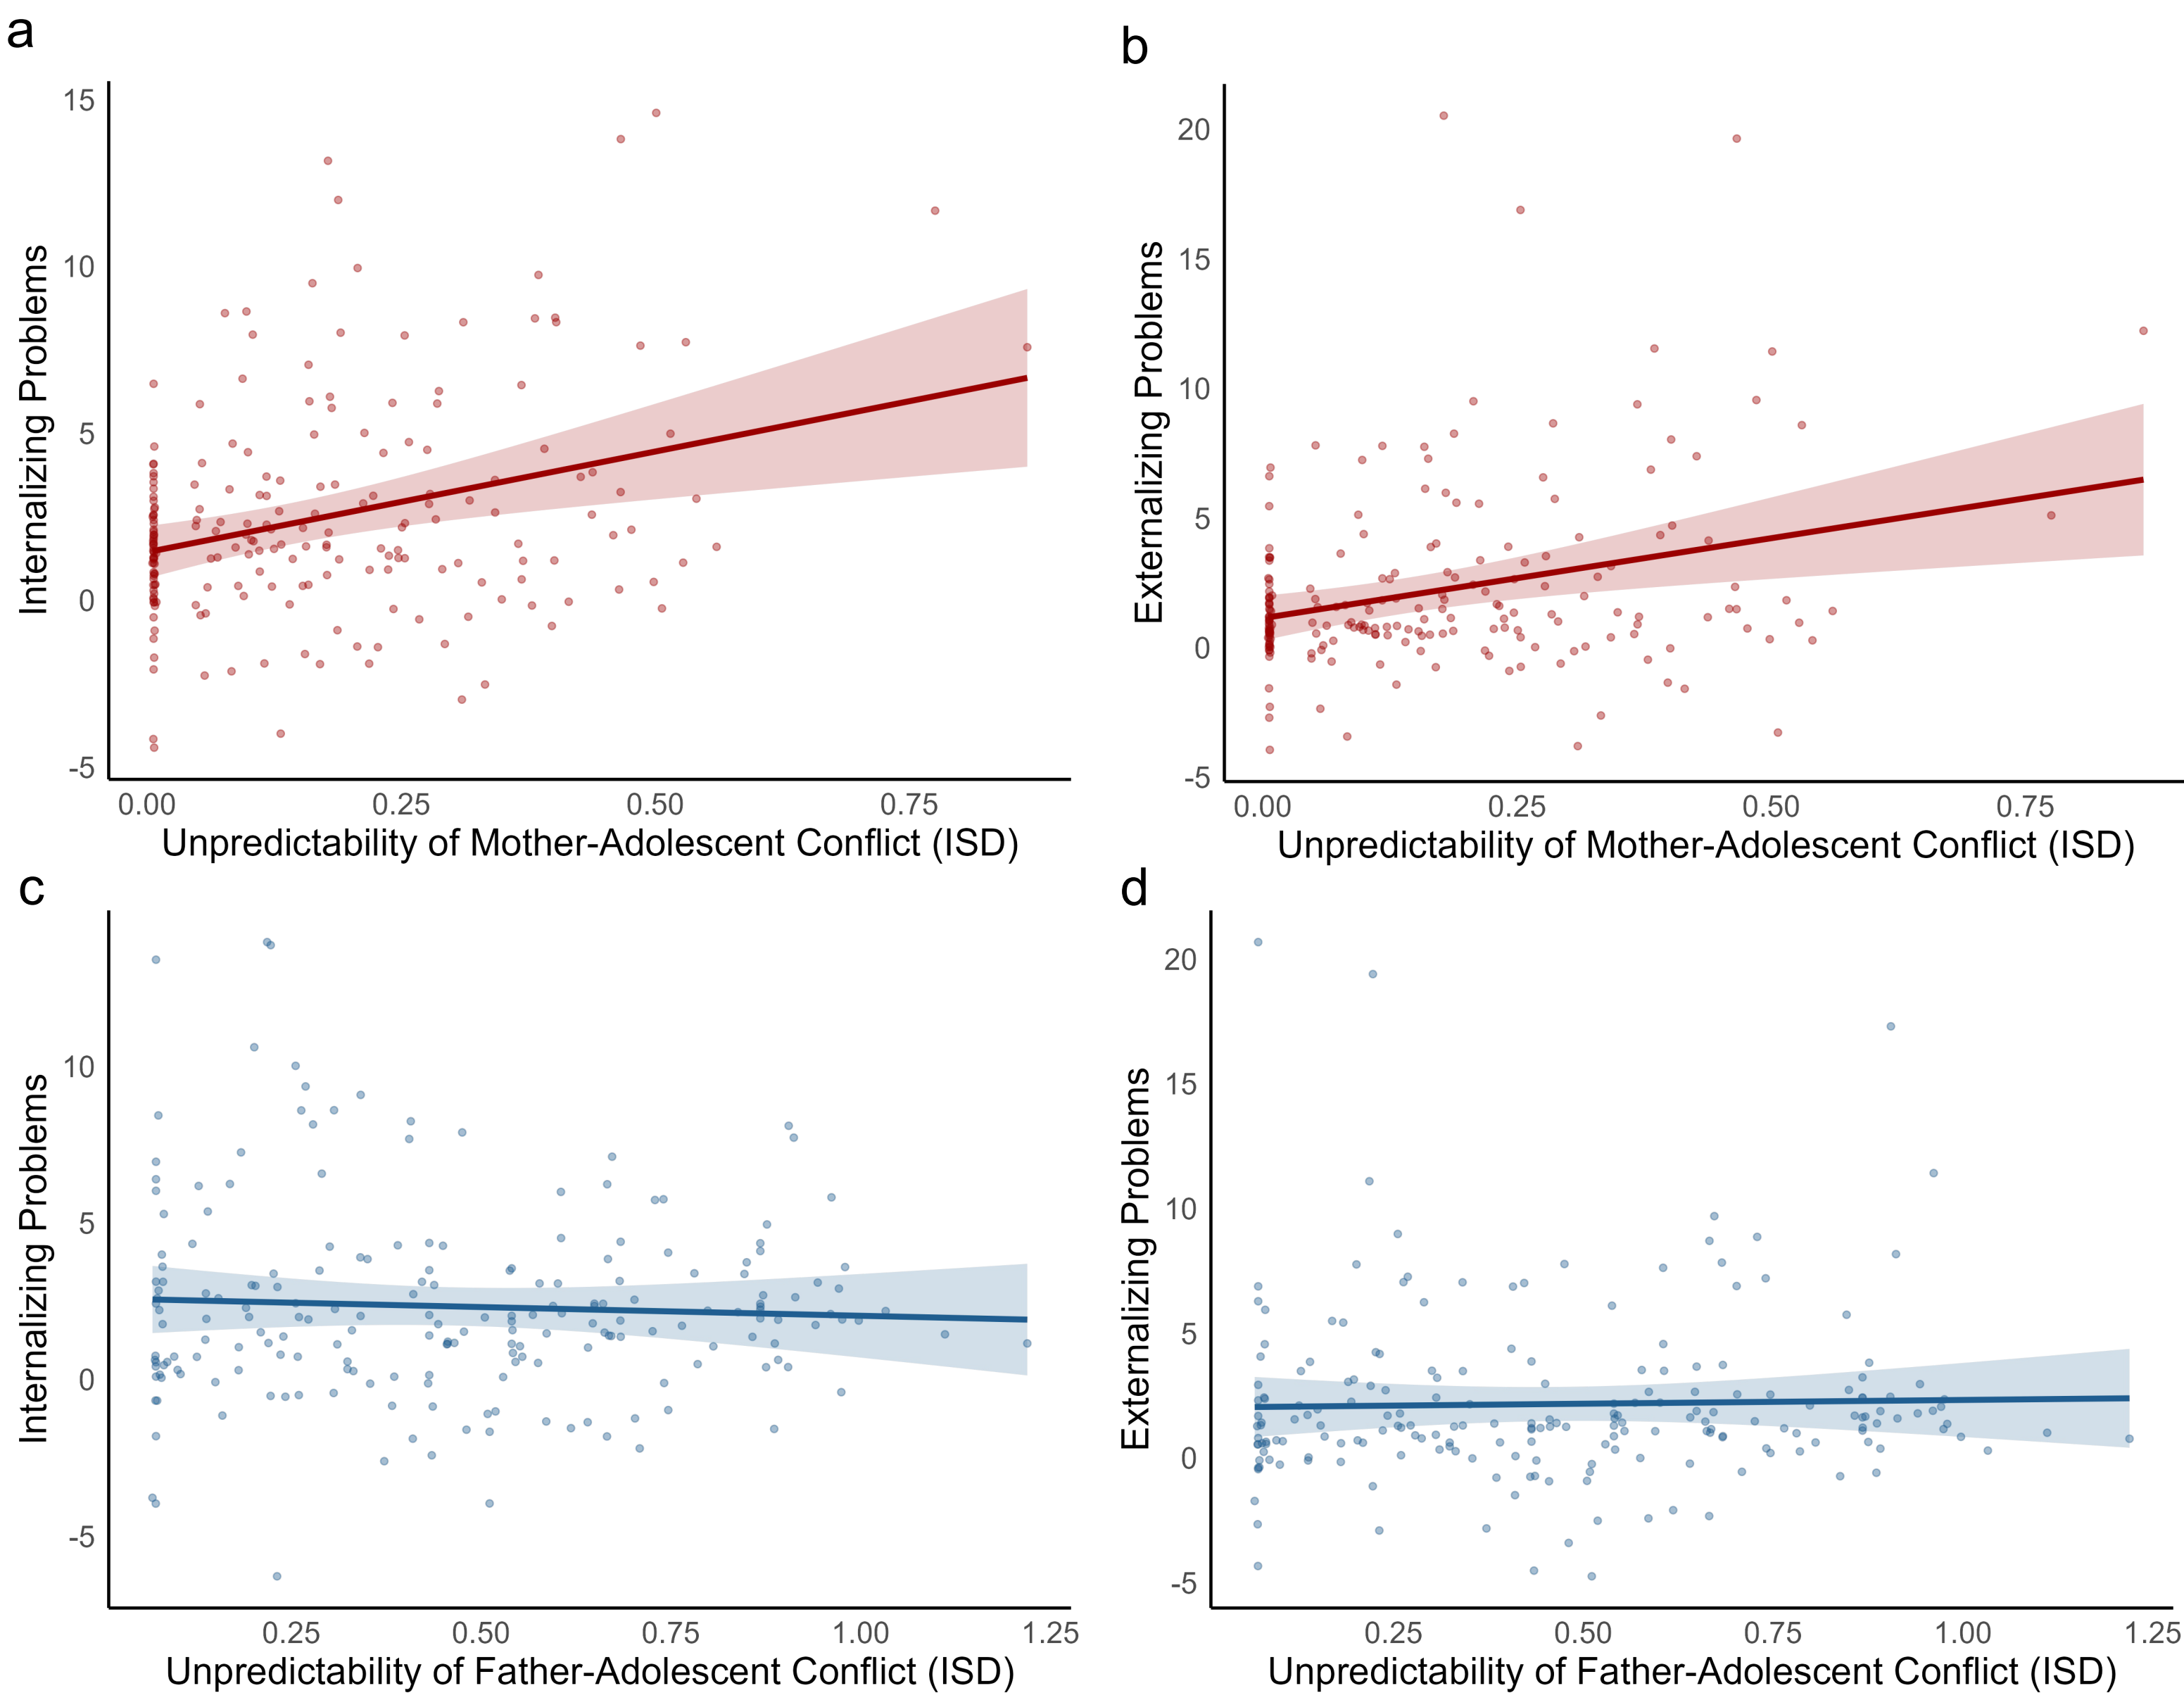 a
b
15
10
5
0
-5
Internalizing Problems
0.00 0.25 0.50 0.75
Unpredictability of Mother-Adolescent Conflict (ISD)
20
15
10
5
0
-5
Externalizing Problems
0.00 0.25 0.50 0.75
Unpredictability of Mother-Adolescent Conflict (ISD)
c
d
10
5
0
-5
Internalizing Problems
0.25 0.50 0.75 1.00 1.25
Unpredictability of Father-Adolescent Conflict (ISD)
20
15
10
5
0
-5
Externalizing Problems
0.25 0.50 0.75 1.00 1.25
Unpredictability of Father-Adolescent Conflict (ISD)